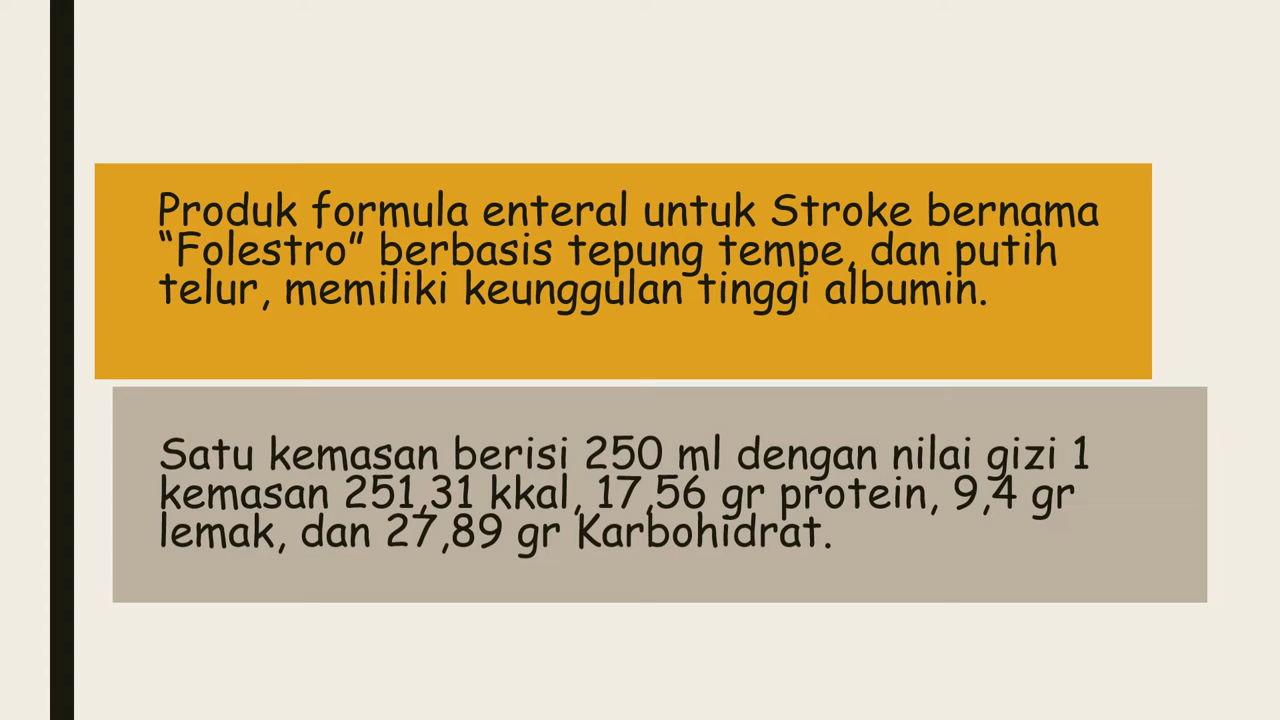 Produk formula enteral untuk Stroke bernama
“Folestro” berbasis tepung tempe, dan putih
telur, memiliki keunggulan tinggi albumin.
Satu kemasan berisi 250 ml dengan nilai gizi 1
kemasan 251,31 kkal, 17,56 gr protein, 9,4 gr
lemak, dan 27,89 gr Karbohidrat.